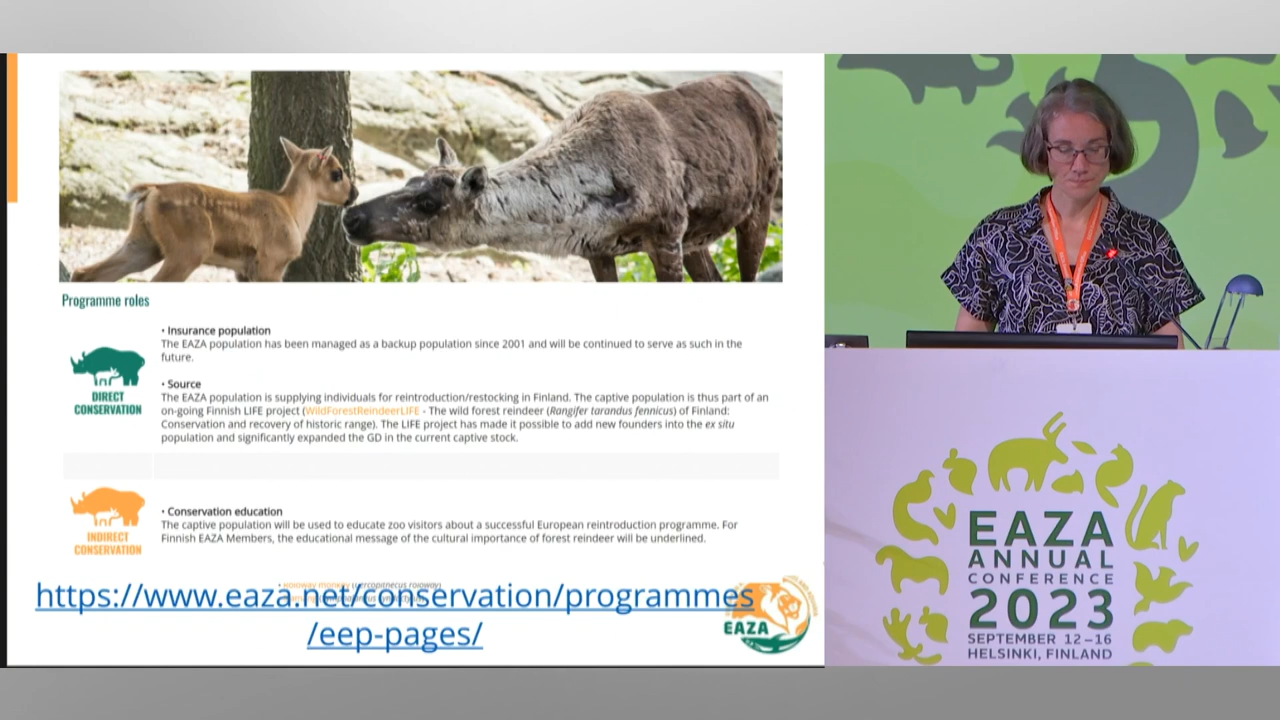 Programme roles
• Insurance population
The EAZA population has been managed as a backup population since 2001 and will be continued to serve as such in the
future.
DIRECT
CONSERVATION
• Source
The EAZA population is supplying individuals for reintroduction/restocking in Finland. The captive population is thus part of an
on-going Finnish LIFE project (WildForestReindeerLIFE - The wild forest reindeer (Rangifer tarandus fennicus) of Finland:
Conservation and recovery of historic range). The LIFE project has made it possible to add new founders into the ex situ
population and significantly expanded the GD in the current captive stock.
INDIRECT
CONSERVATION
• Conservation education
The captive population will be used to educate zoo visitors about a successful European reintroduction programme. For
Finnish EAZA Members, the educational message of the cultural importance of forest reindeer will be underlined.
• Roloway monkey (Cercopithecus roloway)
https://www.eaza.net/conservation/programmes
/eep-pages/
EAZA
EAZA
ANNUAL
CONFERENCE
2023
SEPTEMBER 12–16
HELSINKI, FINLAND